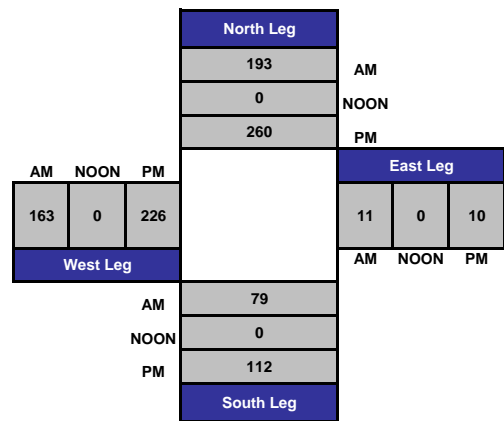 North Leg
193 AM
0 NOON
260 PM
AM NOON PM
East Leg
163 0 226
11 0 10
West Leg
AM NOON PM
AM 79
NOON 0
PM 112
South Leg